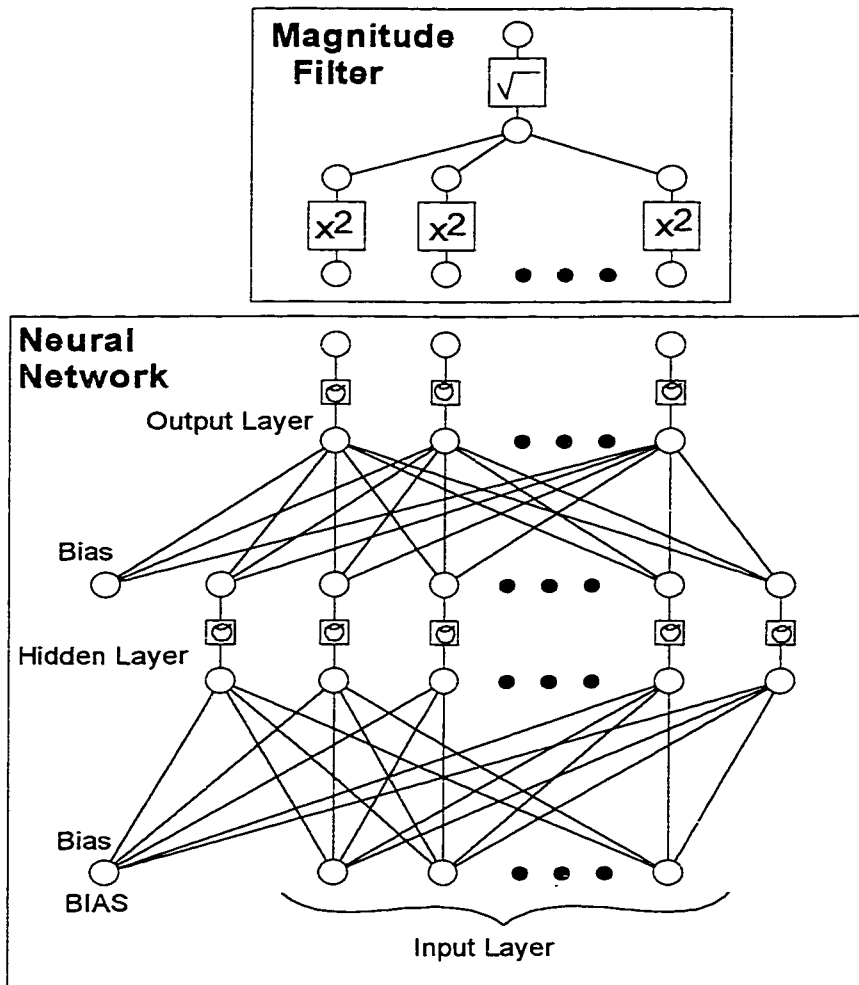 Magnitude
Filter
√
x2 x2 x2
Neural
Network
Output Layer
Bias
Hidden Layer
Bias
BIAS
Input Layer